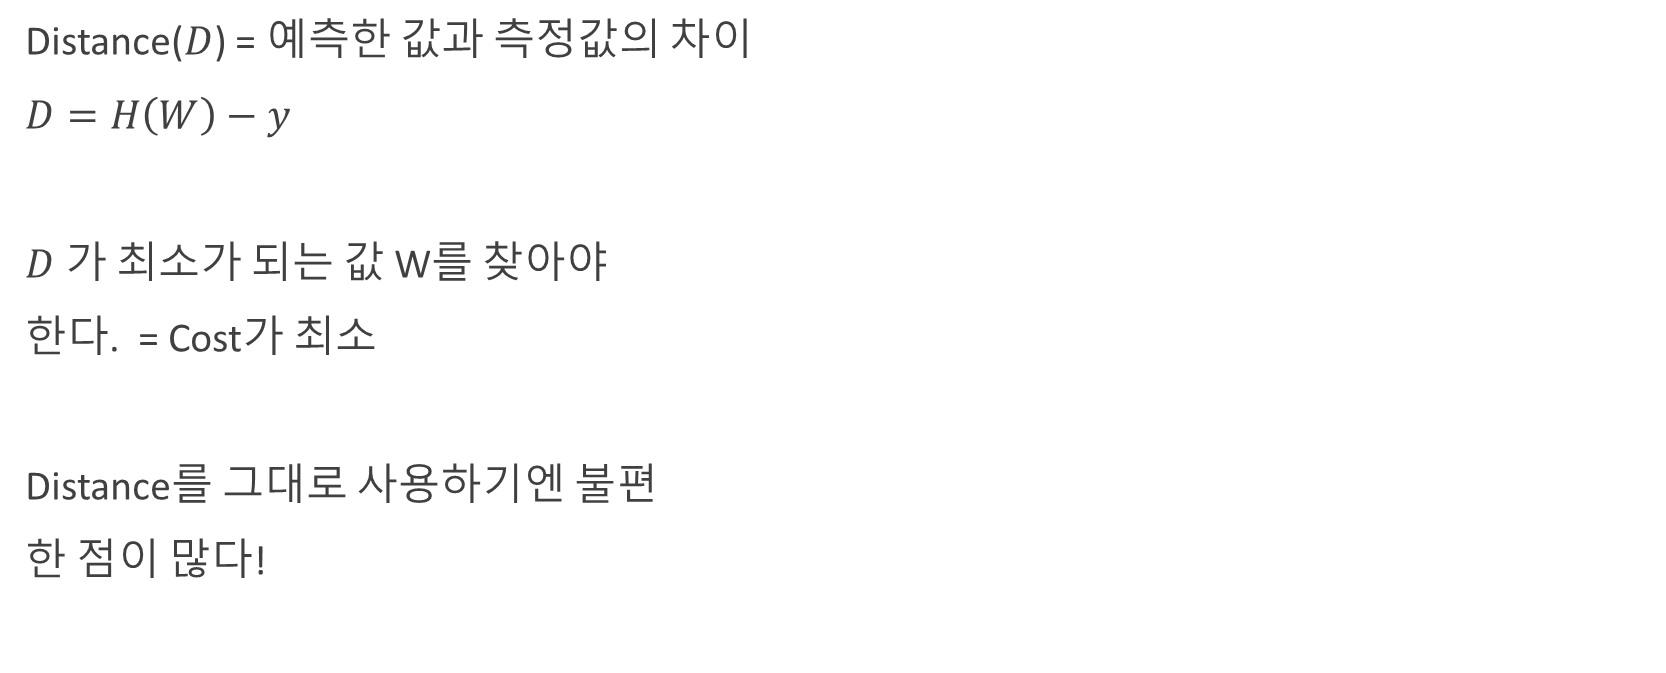 Distance(D) = 예측한 값과 측정값의 차이
D = H(W) − y
D 가 최소가 되는 값 W를 찾아야
한다.  = Cost가 최소
Distance를 그대로 사용하기엔 불편
한 점이 많다!